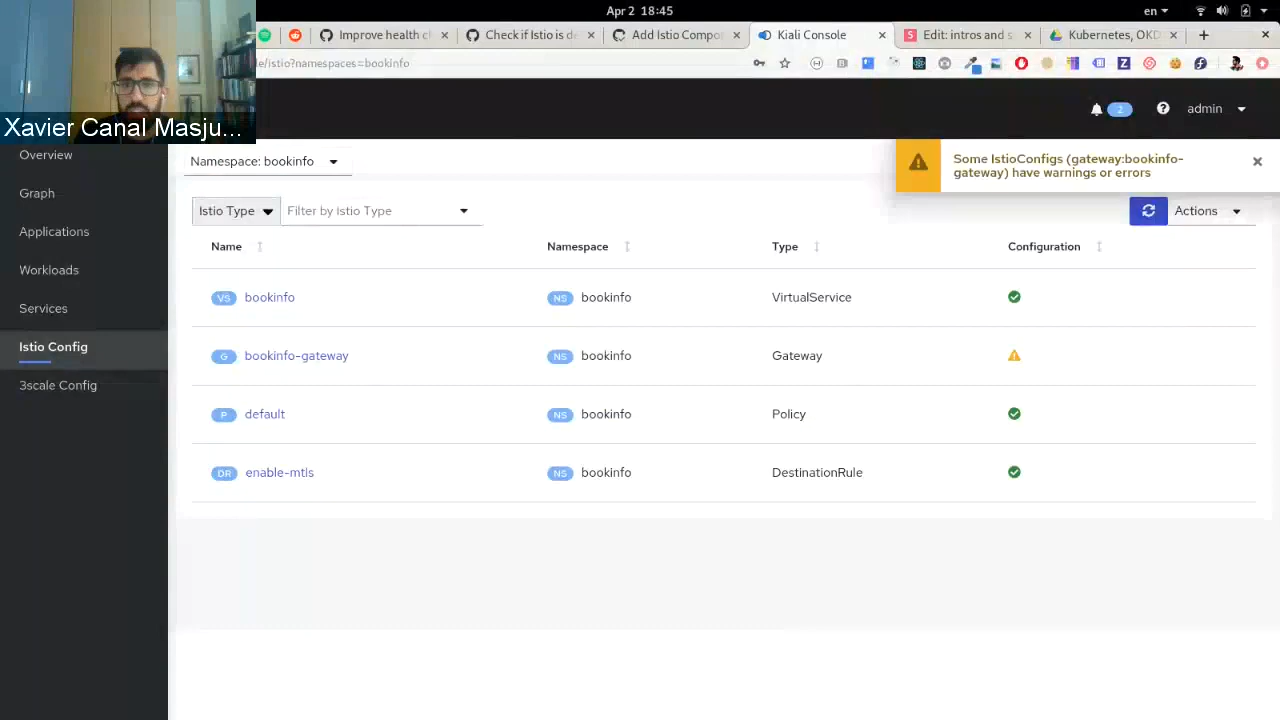 Apr 2 18:45
en
Improve health cl
Check if Istio is de
Add Istio Compo
Kiali Console
Edit: intros and s
Kubernetes, OKD
le/istio?namespaces=bookinfo
Xavier Canal Masju...
2
admin
Overview
Graph
Applications
Workloads
Services
Istio Config
3scale Config
Namespace: bookinfo
Some IstioConfigs (gateway:bookinfo-
gateway) have warnings or errors
Istio Type
Filter by Istio Type
Actions
Name Namespace Type Configuration
VS bookinfo NS bookinfo VirtualService
G bookinfo-gateway NS bookinfo Gateway
P default NS bookinfo Policy
DR enable-mtls NS bookinfo DestinationRule